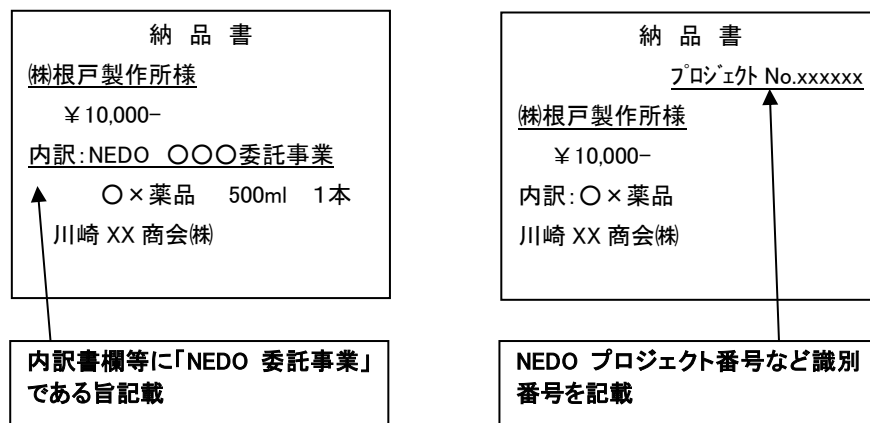 納 品 書
㈱根戸製作所様
￥10,000−
内訳：NEDO　〇〇〇委託事業
〇×薬品　500ml　1本
川崎 XX 商会㈱
内訳書欄等に「NEDO 委託事業」
である旨記載
納 品 書
ﾌﾟﾛｼﾞｪｸﾄ No.xxxxxx
㈱根戸製作所様
￥10,000−
内訳：〇×薬品
川崎 XX 商会㈱
NEDO プロジェクト番号など識別
番号を記載